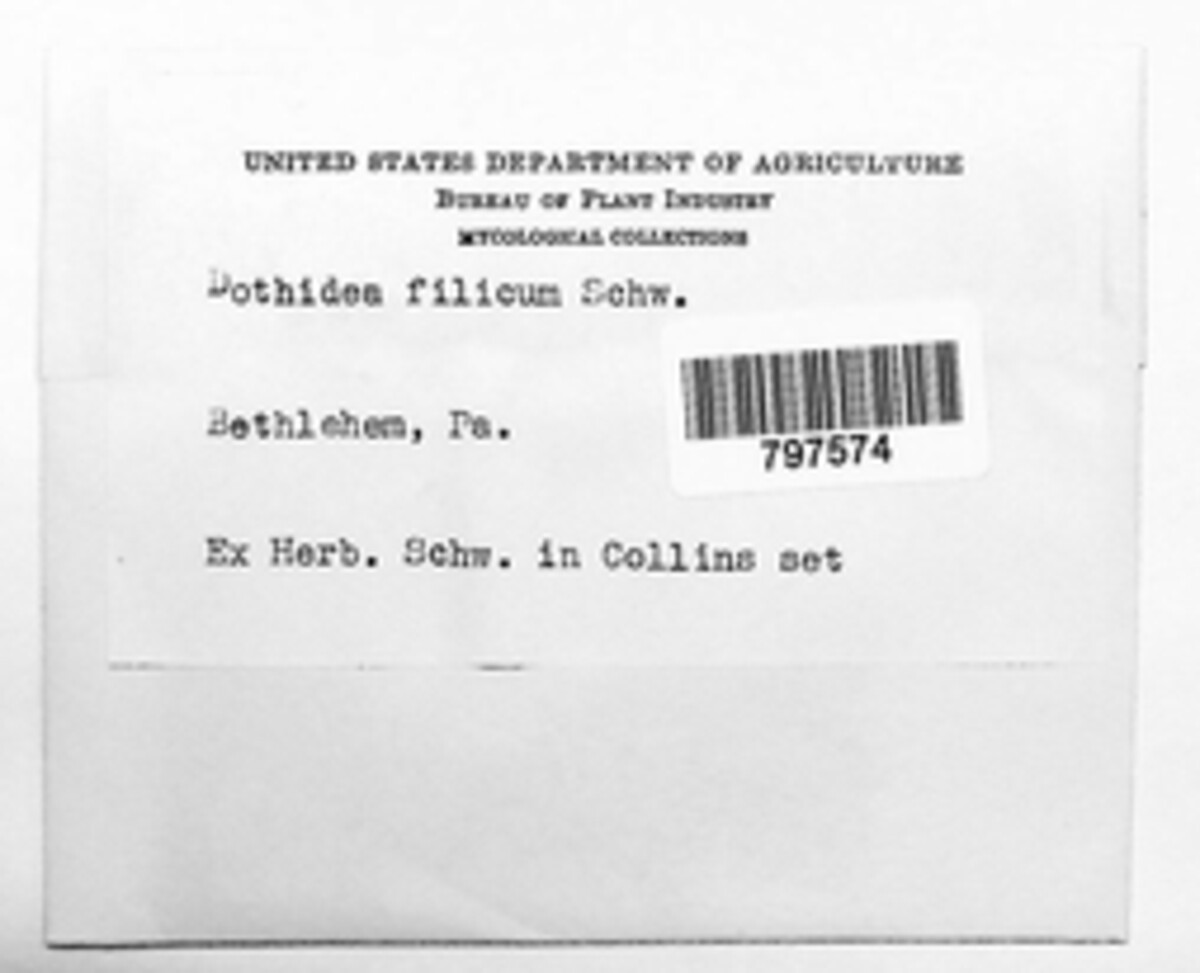 UNITED STATES DEPARTMENT OF AGRICULTURE
BUREAU OF PLANT INDUSTRY
MYCOLOGICAL COLLECTIONS
Dothidea filicum Schw.
Bethlehem, Pa.
797574
Ex Herb. Schw. in Collins set